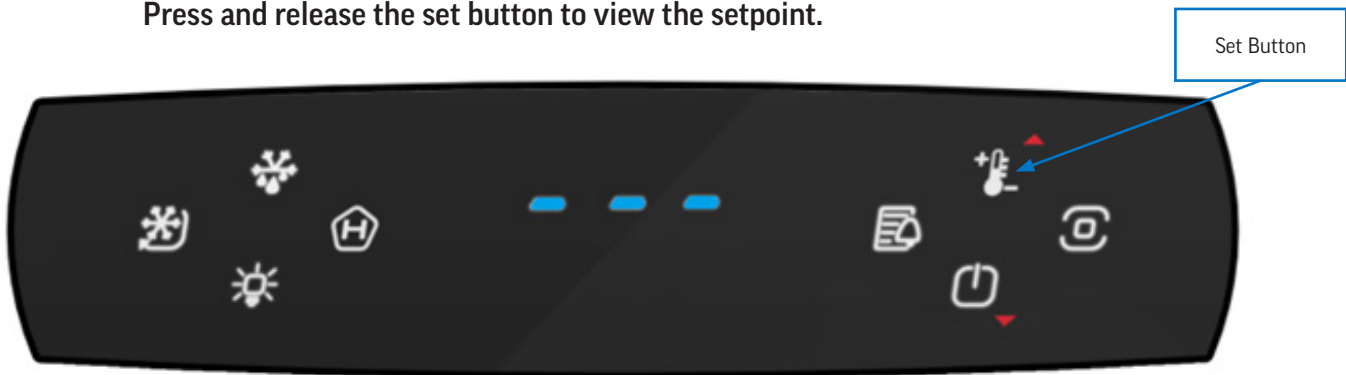 Press and release the set button to view the setpoint.
Set Button
- - -
H